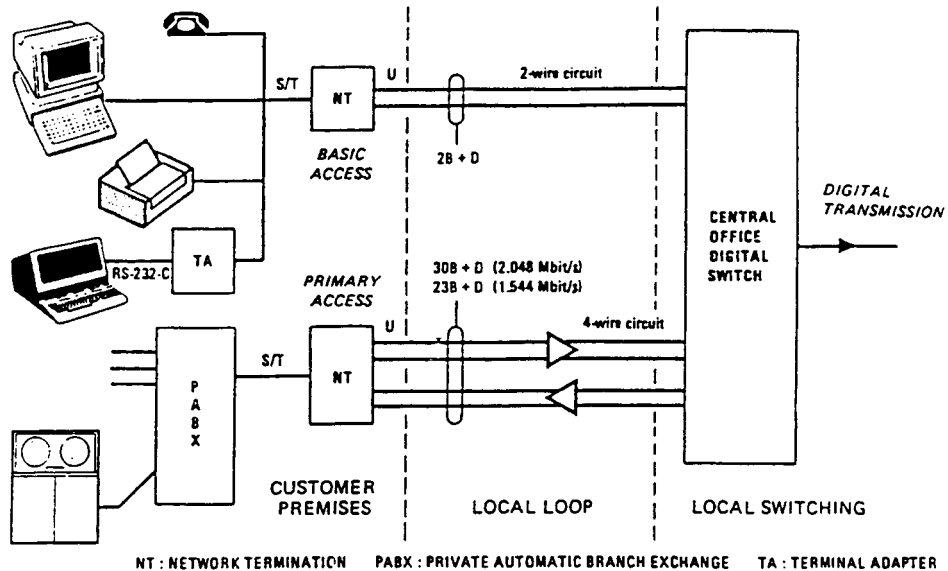 S/T
NT
U
2-wire circuit
BASIC
ACCESS
2B + D
RS-232-C
TA
DIGITAL
TRANSMISSION
CENTRAL
OFFICE
DIGITAL
SWITCH
PRIMARY
ACCESS
30B + D (2.048 Mbit/s)
23B + D (1.544 Mbit/s)
U
4-wire circuit
S/T
NT
P
A
B
X
CUSTOMER
PREMISES
LOCAL LOOP
LOCAL SWITCHING
NT : NETWORK TERMINATION PABX : PRIVATE AUTOMATIC BRANCH EXCHANGE TA : TERMINAL ADAPTER